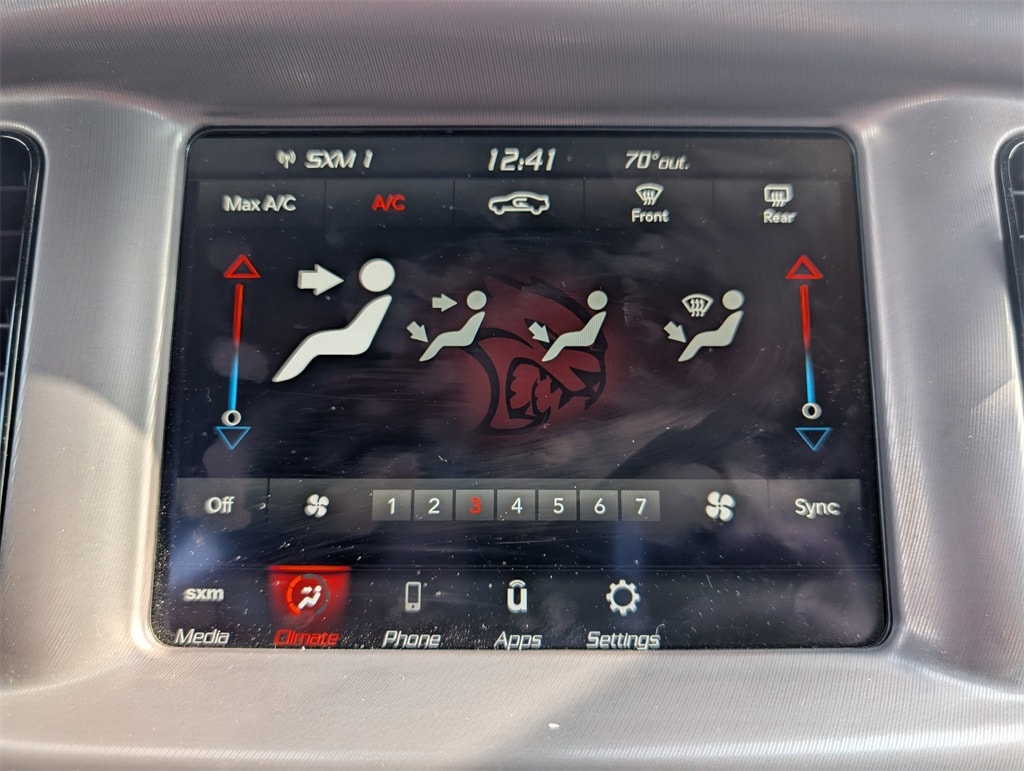 SXM 1 12:41 70°out.
Max A/C A/C Front Rear
Off 1 2 3 4 5 6 7 Sync
sxm
Media Climate Phone Apps Settings